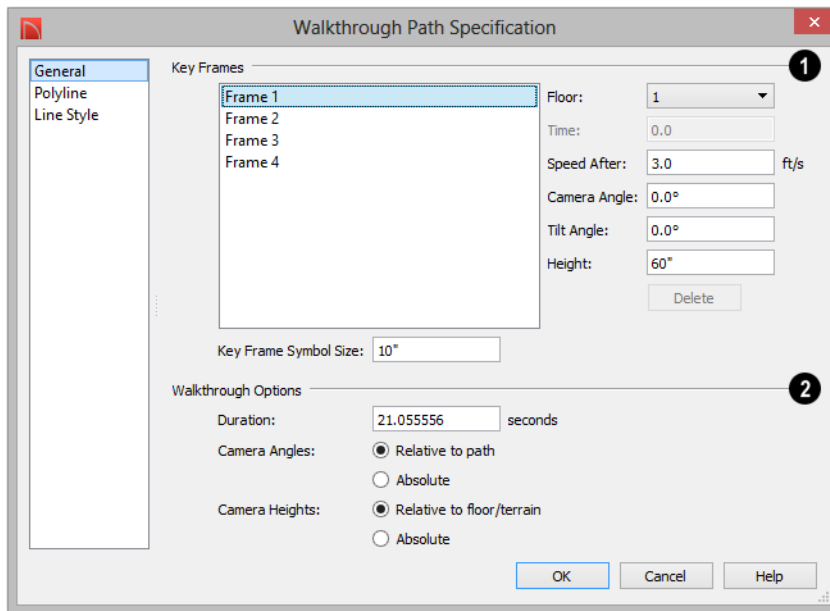 Walkthrough Path Specification
×
General
Polyline
Line Style
Key Frames
1
Frame 1
Frame 2
Frame 3
Frame 4
Floor: 1
Time: 0.0
Speed After: 3.0 ft/s
Camera Angle: 0.0°
Tilt Angle: 0.0°
Height: 60"
Delete
Key Frame Symbol Size: 10"
Walkthrough Options
2
Duration: 21.055556 seconds
Camera Angles: Relative to path
Absolute
Camera Heights: Relative to floor/terrain
Absolute
OK Cancel Help